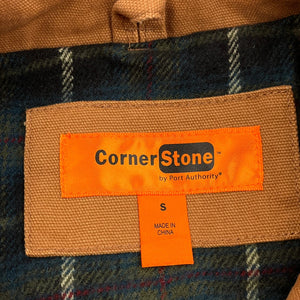 CornerStone™
by Port Authority®
S
MADE IN
CHINA